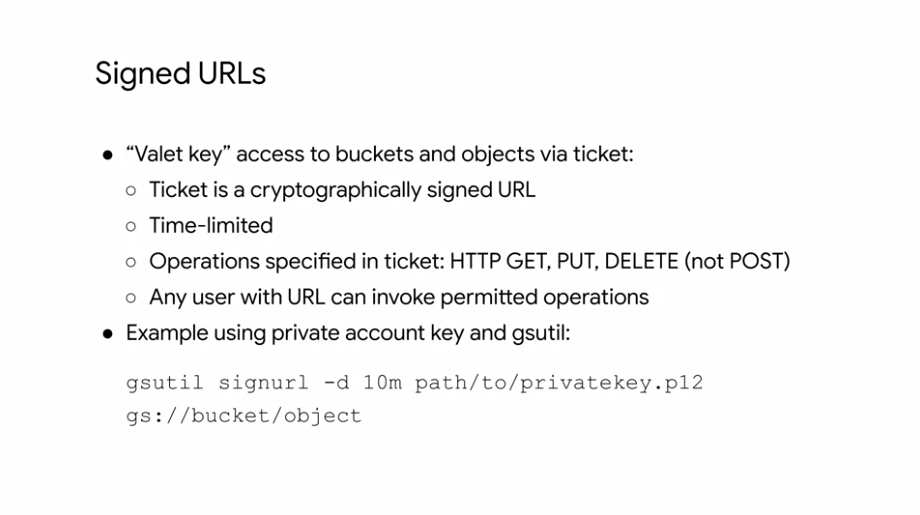 Signed URLs
● “Valet key” access to buckets and objects via ticket:
○ Ticket is a cryptographically signed URL
○ Time-limited
○ Operations specified in ticket: HTTP GET, PUT, DELETE (not POST)
○ Any user with URL can invoke permitted operations
● Example using private account key and gsutil:
gsutil signurl -d 10m path/to/privatekey.p12
gs://bucket/object